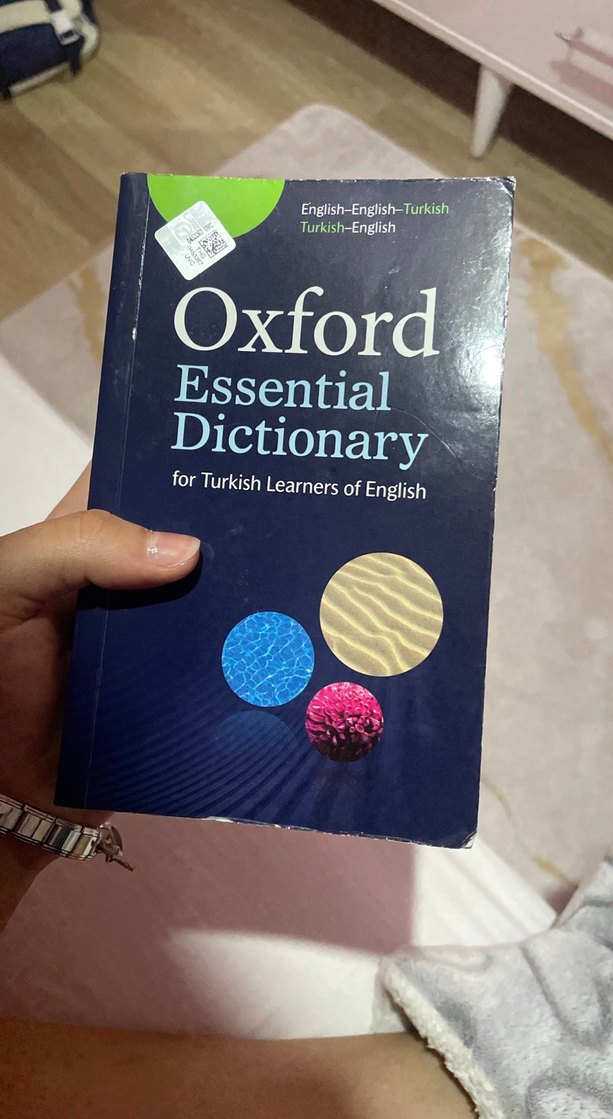 English–English–Turkish
Turkish–English
Oxford
Essential
Dictionary
for Turkish Learners of English